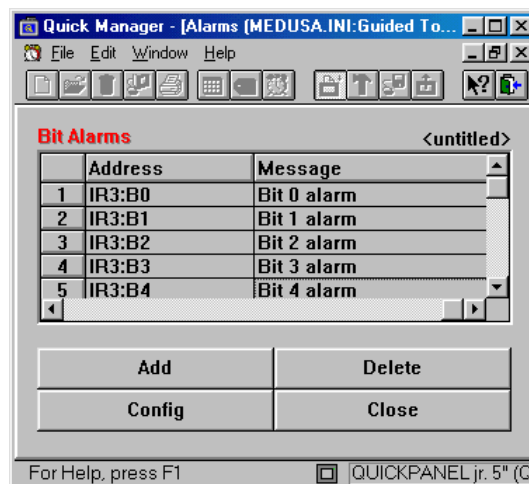 Quick Manager - [Alarms (MEDUSA.INI:Guided To...
File Edit Window Help
Bit Alarms <untitled>
Address Message
1 IR3:B0 Bit 0 alarm
2 IR3:B1 Bit 1 alarm
3 IR3:B2 Bit 2 alarm
4 IR3:B3 Bit 3 alarm
5 IR3:B4 Bit 4 alarm
Add Delete
Config Close
For Help, press F1 QUICKPANEL jr. 5" (